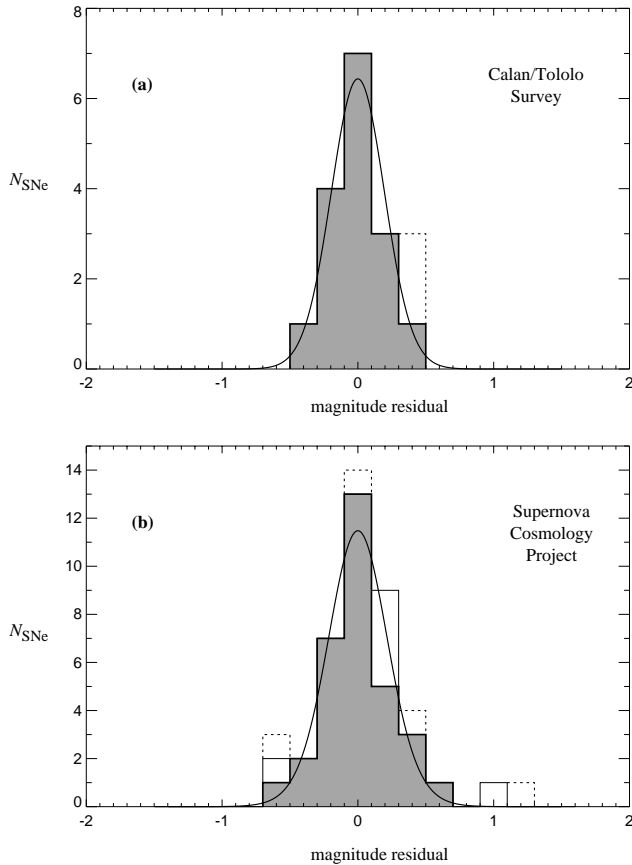 8
6
4
2
0
N_SNe
(a)
Calan/Tololo
Survey
-2 -1 0 1 2
magnitude residual
14
12
10
8
6
4
2
0
N_SNe
(b)
Supernova
Cosmology
Project
-2 -1 0 1 2
magnitude residual